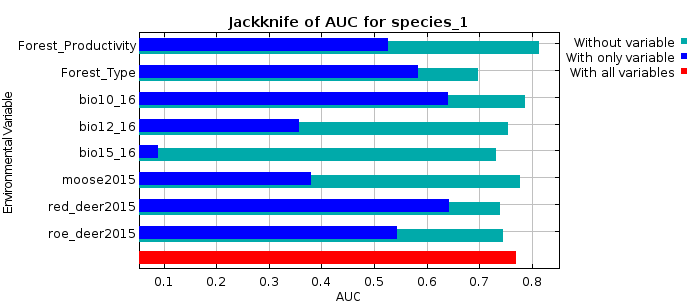 Jackknife of AUC for species_1
Forest_Productivity
Forest_Type
bio10_16
bio12_16
bio15_16
moose2015
red_deer2015
roe_deer2015
Environmental Variable
Without variable
With only variable
With all variables
0.1 0.2 0.3 0.4 0.5 0.6 0.7 0.8
AUC